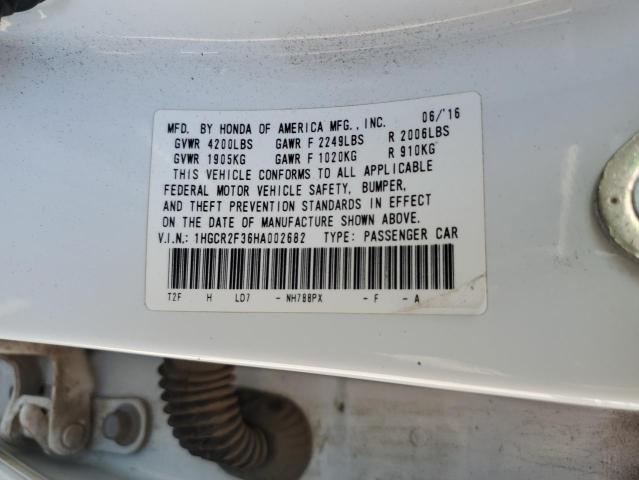 MFD. BY HONDA OF AMERICA MFG., INC. 06/'16
GVWR 4200LBS GAWR F 2249LBS R 2006LBS
GVWR 1905KG GAWR F 1020KG R 910KG
THIS VEHICLE CONFORMS TO ALL APPLICABLE
FEDERAL MOTOR VEHICLE SAFETY, BUMPER,
AND THEFT PREVENTION STANDARDS IN EFFECT
ON THE DATE OF MANUFACTURE SHOWN ABOVE.
V.I.N.: 1HGCR2F36HA002682 TYPE: PASSENGER CAR
T2F H LD7 - NH788PX - F - A